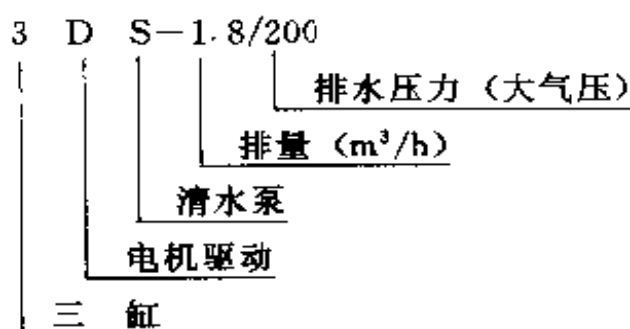 3 D S-1.8/200
排水压力（大气压）
排量（m³/h）
清水泵
电机驱动
三 缸